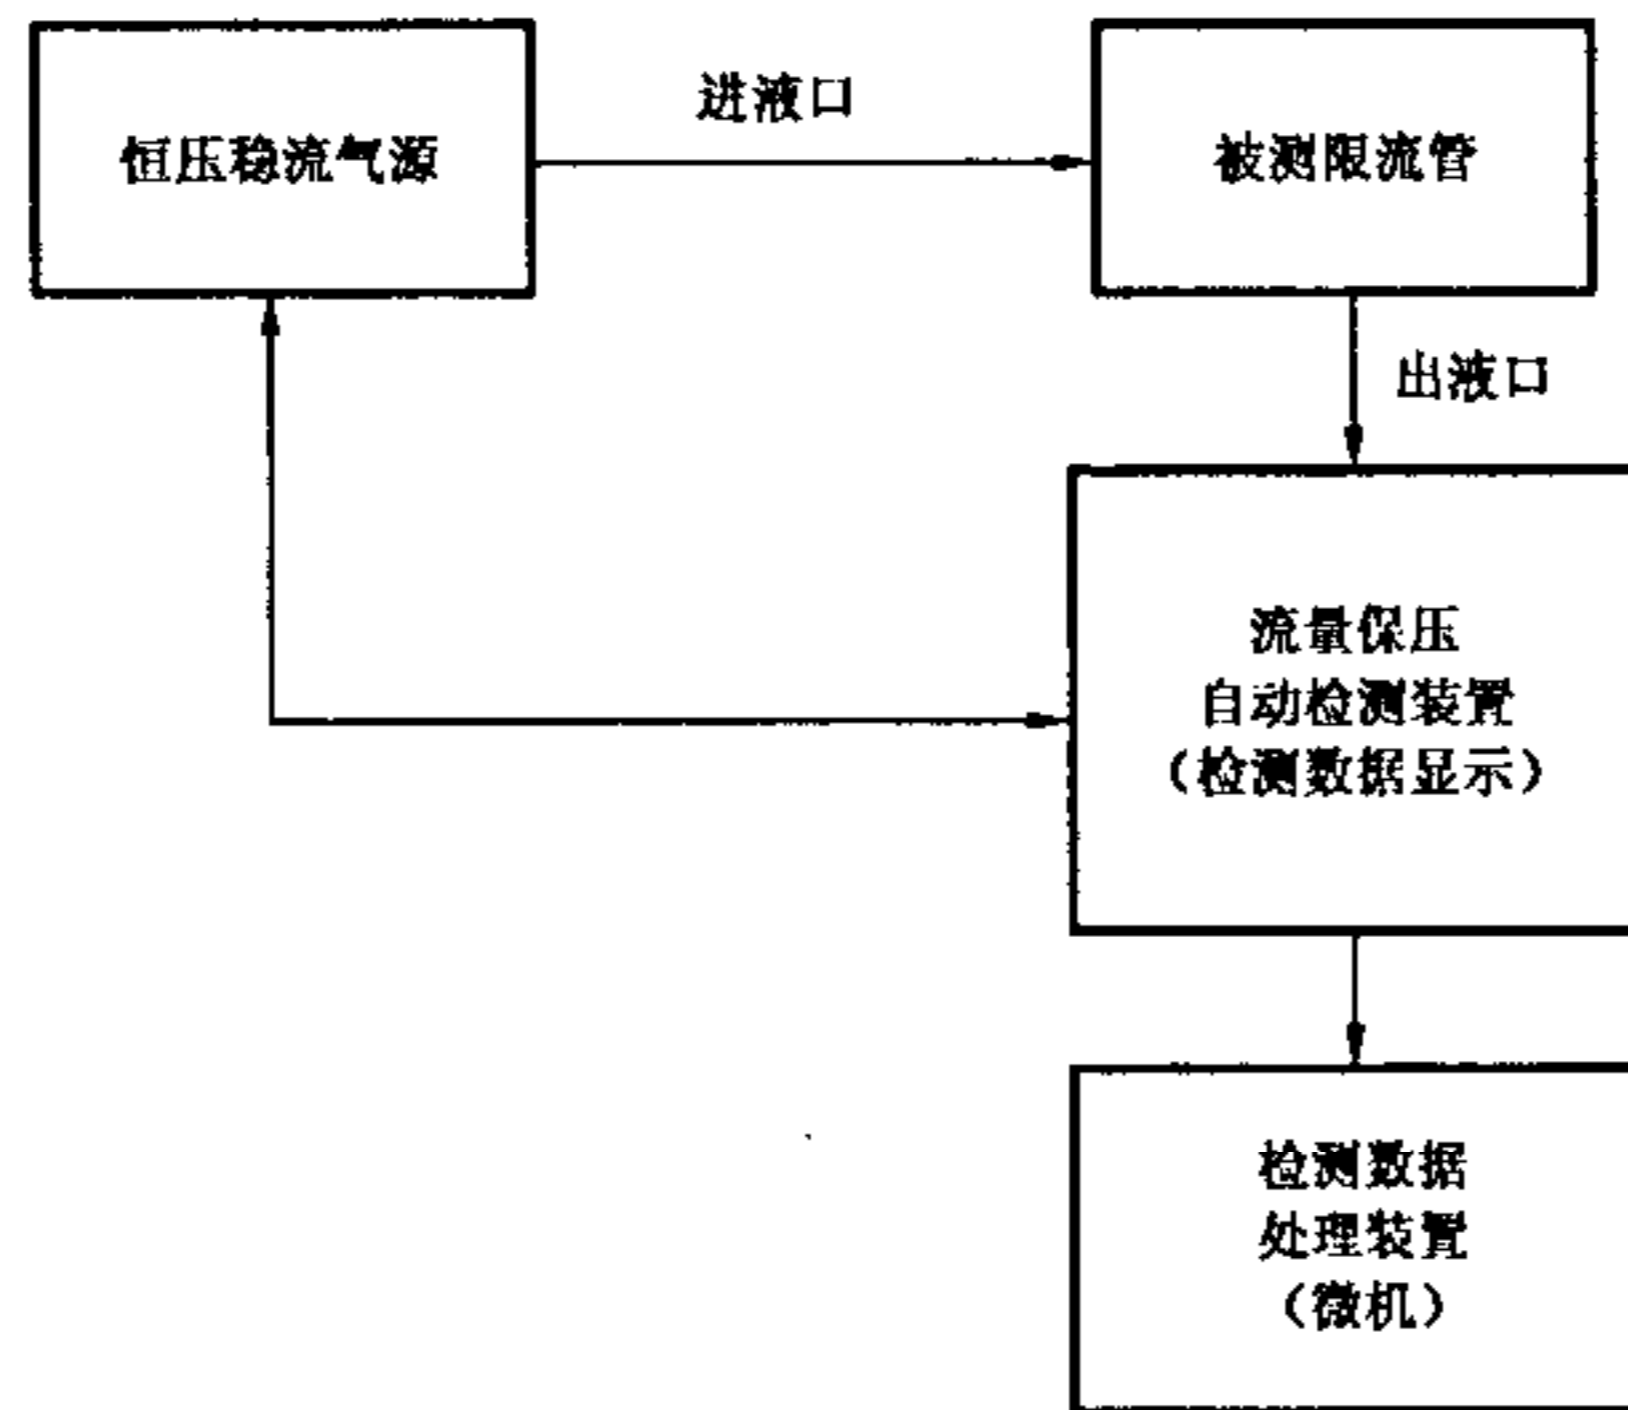 进液口
恒压稳流气源
被测限流管
出液口
流量保压
自动检测装置
（检测数据显示）
检测数据
处理装置
（微机）